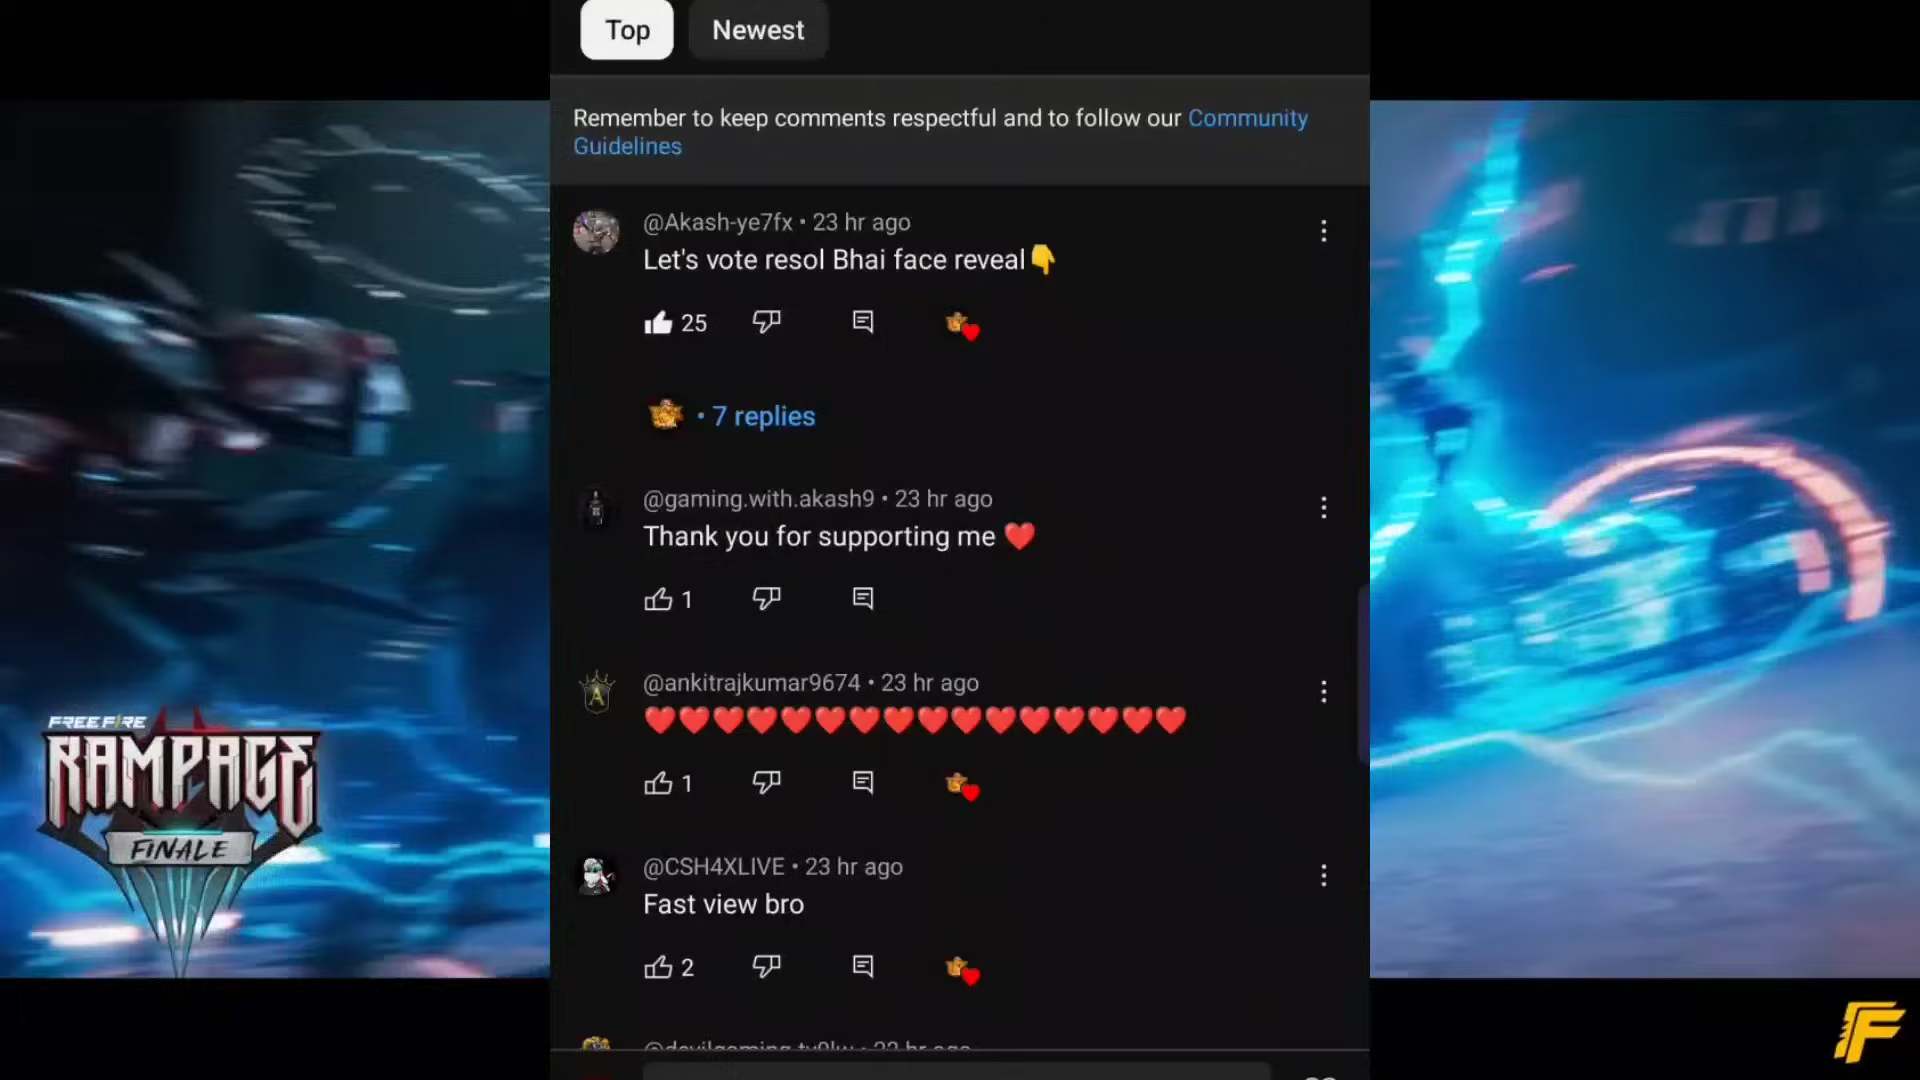 Top
Newest
Remember to keep comments respectful and to follow our Community
Guidelines
@Akash-ye7fx • 23 hr ago
Let's vote resol Bhai face reveal👇
25
• 7 replies
@gaming.with.akash9 • 23 hr ago
Thank you for supporting me ❤️
1
@ankitrajkumar9674 • 23 hr ago
❤️❤️❤️❤️❤️❤️❤️❤️❤️❤️❤️❤️❤️❤️❤️❤️
1
@CSH4XLIVE • 23 hr ago
Fast view bro
2
FREE FIRE
RAMPAGE
FINALE